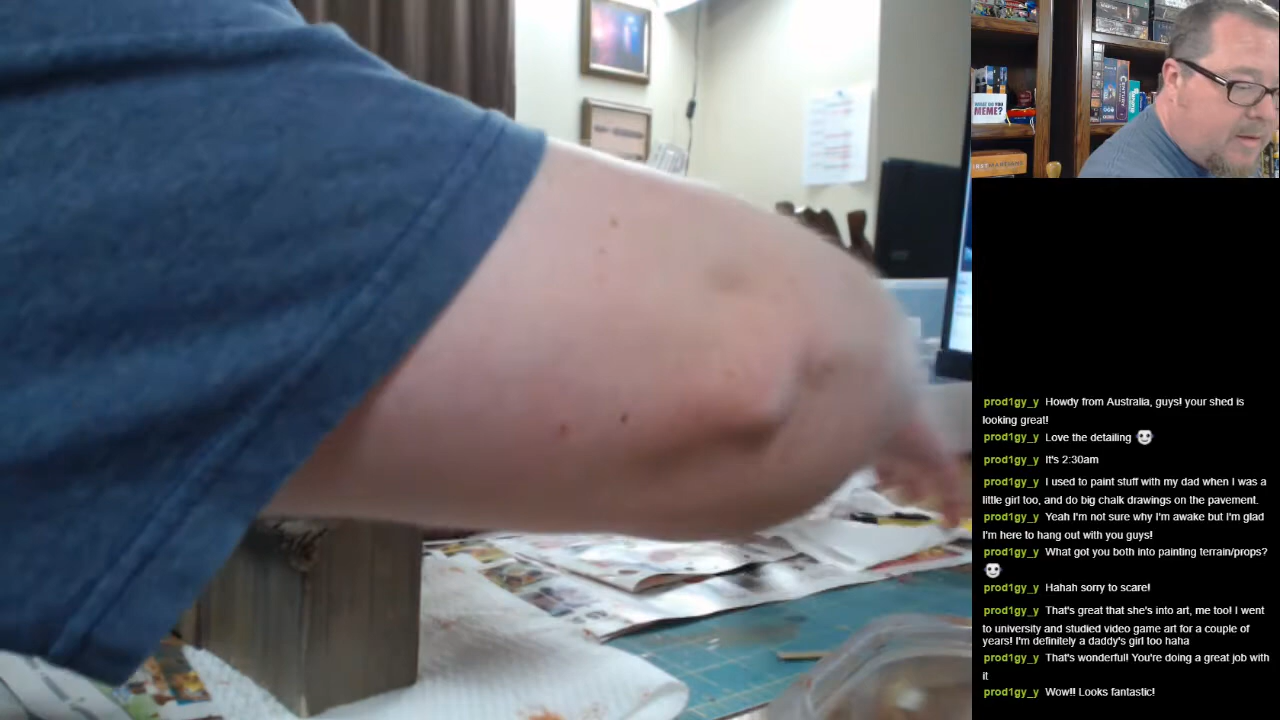 WHAT DO YOU
MEME?
CENTURY
prod1gy_y Howdy from Australia, guys! your shed is
looking great!
prod1gy_y Love the detailing
prod1gy_y It's 2:30am
prod1gy_y I used to paint stuff with my dad when I was a
little girl too, and do big chalk drawings on the pavement.
prod1gy_y Yeah I'm not sure why I'm awake but I'm glad
I'm here to hang out with you guys!
prod1gy_y What got you both into painting terrain/props?
prod1gy_y Hahah sorry to scare!
prod1gy_y That's great that she's into art, me too! I went
to university and studied video game art for a couple of
years! I'm definitely a daddy's girl too haha
prod1gy_y That's wonderful! You're doing a great job with
it
prod1gy_y Wow!! Looks fantastic!